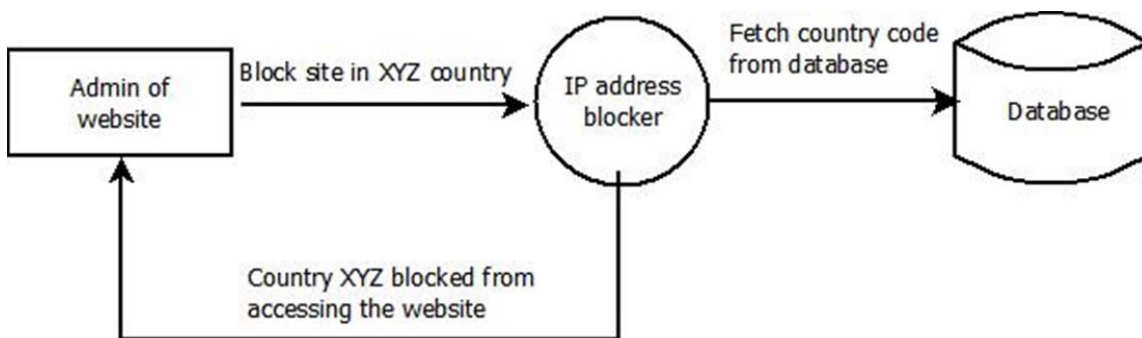 Admin of
website
Block site in XYZ country
IP address
blocker
Fetch country code
from database
Database
Country XYZ blocked from
accessing the website